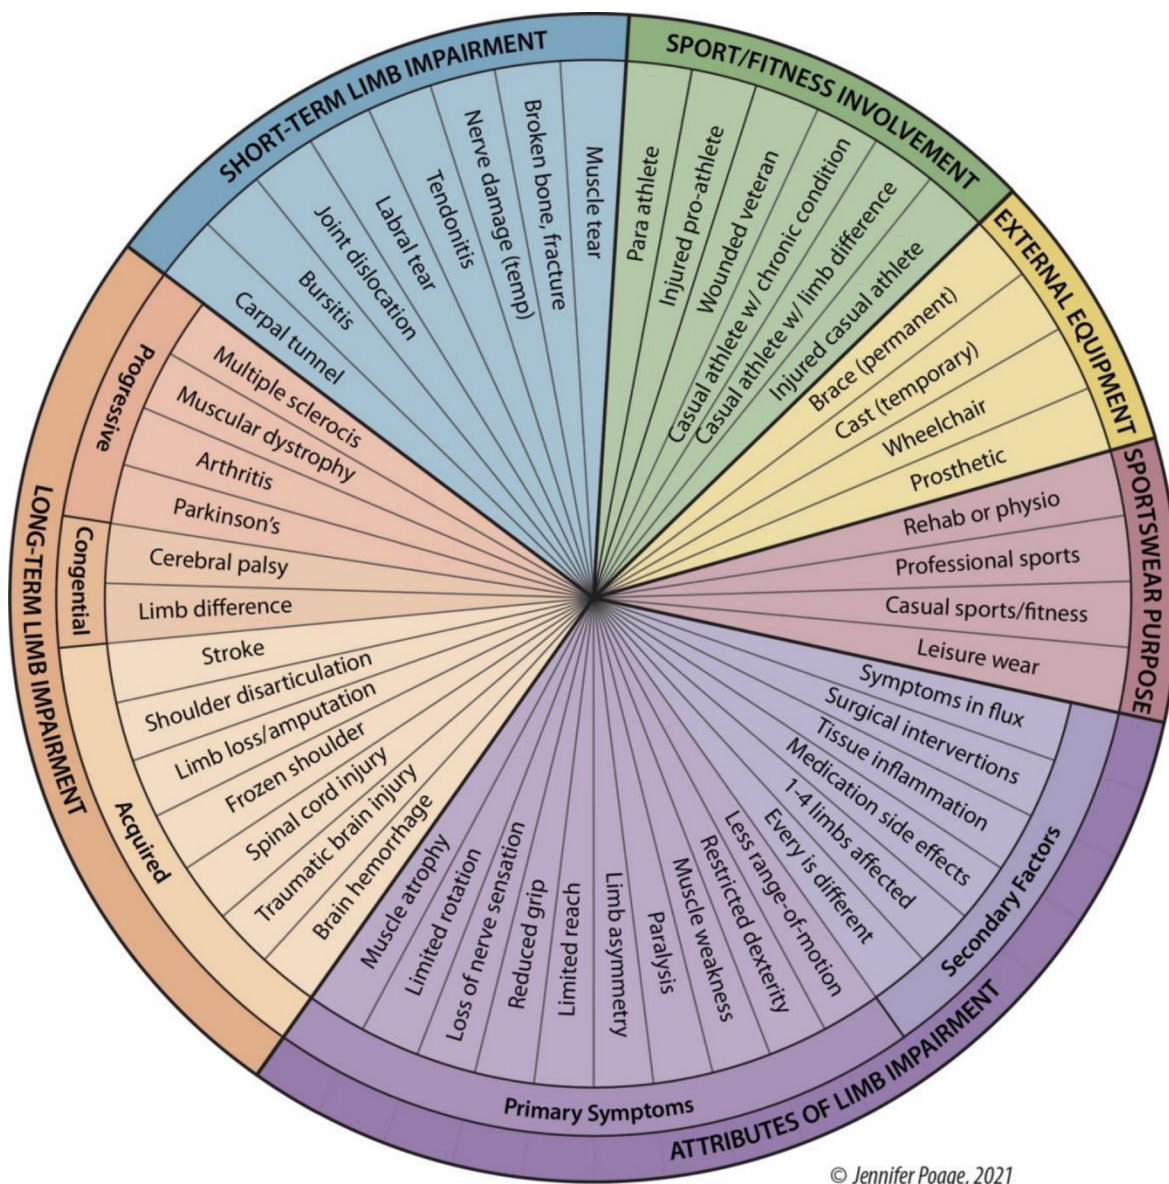 SHORT-TERM LIMB IMPAIRMENT
Carpal tunnel
Bursitis
Joint dislocation
Labral tear
Tendonitis
Nerve damage (temp)
Broken bone, fracture
Muscle tear
SPORT/FITNESS INVOLVEMENT
Para athlete
Injured pro-athlete
Wounded veteran
Casual athlete w/ chronic condition
Casual athlete w/ limb difference
Injured casual athlete
EXTERNAL EQUIPMENT
Brace (permanent)
Cast (temporary)
Wheelchair
Prosthetic
SPORTSWEAR PURPOSE
Rehab or physio
Professional sports
Casual sports/fitness
Leisure wear
ATTRIBUTES OF LIMB IMPAIRMENT
Secondary Factors
Symptoms in flux
Surgical intervertions
Tissue inflammation
Medication side effects
1-4 limbs affected
Every is different
Primary Symptoms
Less range-of-motion
Restricted dexterity
Muscle weakness
Paralysis
Limb asymmetry
Limited reach
Reduced grip
Loss of nerve sensation
Limited rotation
Muscle atrophy
LONG-TERM LIMB IMPAIRMENT
Acquired
Brain hemorrhage
Traumatic brain injury
Spinal cord injury
Frozen shoulder
Limb loss/amputation
Shoulder disarticulation
Stroke
Congential
Limb difference
Cerebral palsy
Progressive
Parkinson's
Arthritis
Muscular dystrophy
Multiple sclerocis
© Jennifer Poage, 2021